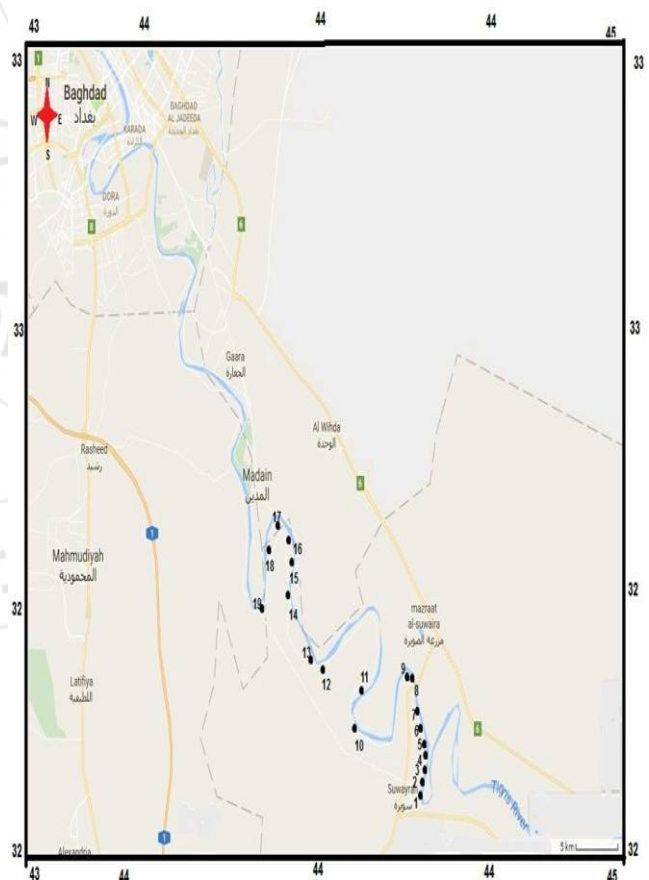 43 44 44 44 45
33 33
1
N
Baghdad
W E
بغداد
S
BAGHDAD
AL JADEEDA
بغداد الجديدة
KARADA
الكرادة
DORA
الدورة
8
6
33 33
Gaara
الجعارة
Al Wihda
الوحدة
Rasheed
رشيد
Madain
المدين
6
1
17
16
18
15
Mahmudiyah
المحمودية
32 32
19
14
mazraat
al-suwaira
مزرعة الصويرة
13
12
11
9
8
Latifiya
اللطيفية
7
10
6
6
5
4
3
2
1
Suwayrah
سويرة
Tigris River
1
Alexandria
5 km
32 32
43 44 44 44 45